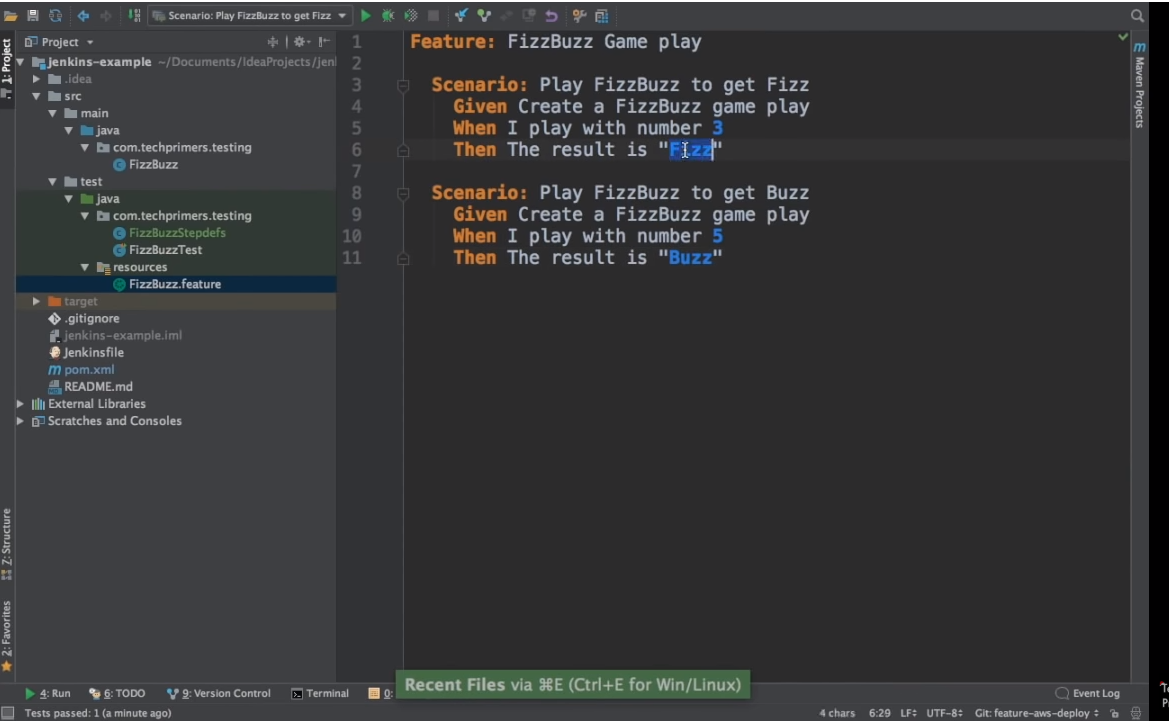 Scenario: Play FizzBuzz to get Fizz
1: Project
Project
jenkins-example ~/Documents/IdeaProjects/jen
.idea
src
main
java
com.techprimers.testing
FizzBuzz
test
java
com.techprimers.testing
FizzBuzzStepdefs
FizzBuzzTest
resources
FizzBuzz.feature
target
.gitignore
jenkins-example.iml
Jenkinsfile
pom.xml
README.md
External Libraries
Scratches and Consoles
Z: Structure
2: Favorites
1 Feature: FizzBuzz Game play
2
3 Scenario: Play FizzBuzz to get Fizz
4 Given Create a FizzBuzz game play
5 When I play with number 3
6 Then The result is "Fizz"
7
8 Scenario: Play FizzBuzz to get Buzz
9 Given Create a FizzBuzz game play
10 When I play with number 5
11 Then The result is "Buzz"
m
Maven Projects
Recent Files via ⌘E (Ctrl+E for Win/Linux)
4: Run 6: TODO 9: Version Control Terminal 0: Event Log
Tests passed: 1 (a minute ago) 4 chars 6:29 LF÷ UTF-8÷ Git: feature-aws-deploy ÷